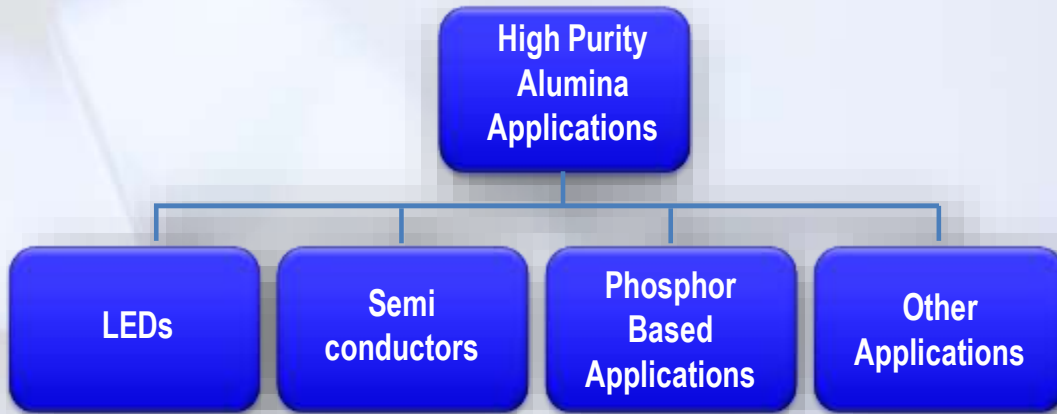 High Purity
Alumina
Applications
LEDs
Semi
conductors
Phosphor
Based
Applications
Other
Applications